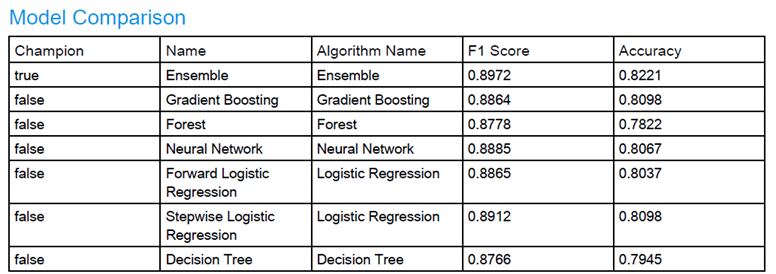 Model Comparison
Champion Name Algorithm Name F1 Score Accuracy
true Ensemble Ensemble 0.8972 0.8221
false Gradient Boosting Gradient Boosting 0.8864 0.8098
false Forest Forest 0.8778 0.7822
false Neural Network Neural Network 0.8885 0.8067
false Forward Logistic Logistic Regression 0.8865 0.8037
Regression
false Stepwise Logistic Logistic Regression 0.8912 0.8098
Regression
false Decision Tree Decision Tree 0.8766 0.7945